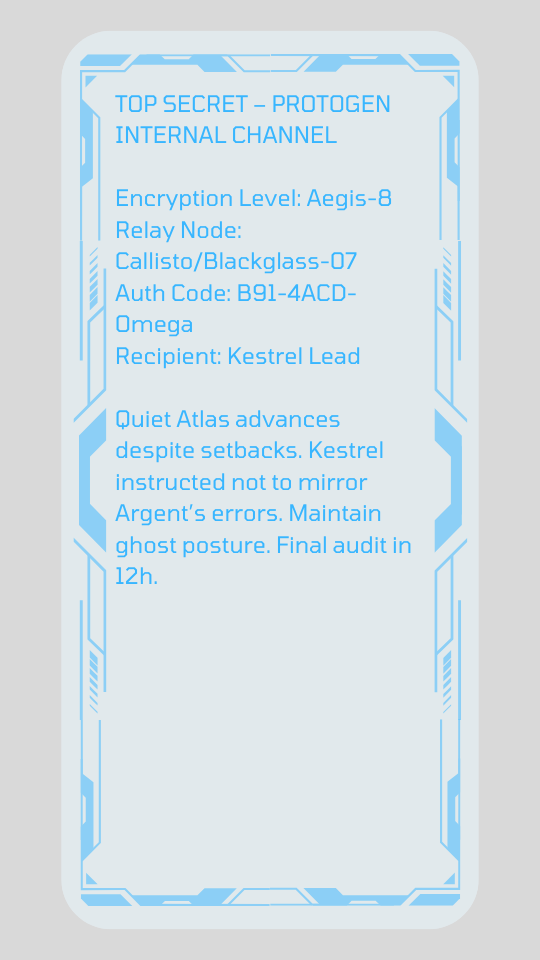 TOP SECRET – PROTOGEN
INTERNAL CHANNEL
Encryption Level: Aegis-8
Relay Node:
Callisto/Blackglass-07
Auth Code: B91-4ACD-
Omega
Recipient: Kestrel Lead
Quiet Atlas advances
despite setbacks. Kestrel
instructed not to mirror
Argent's errors. Maintain
ghost posture. Final audit in
12h.